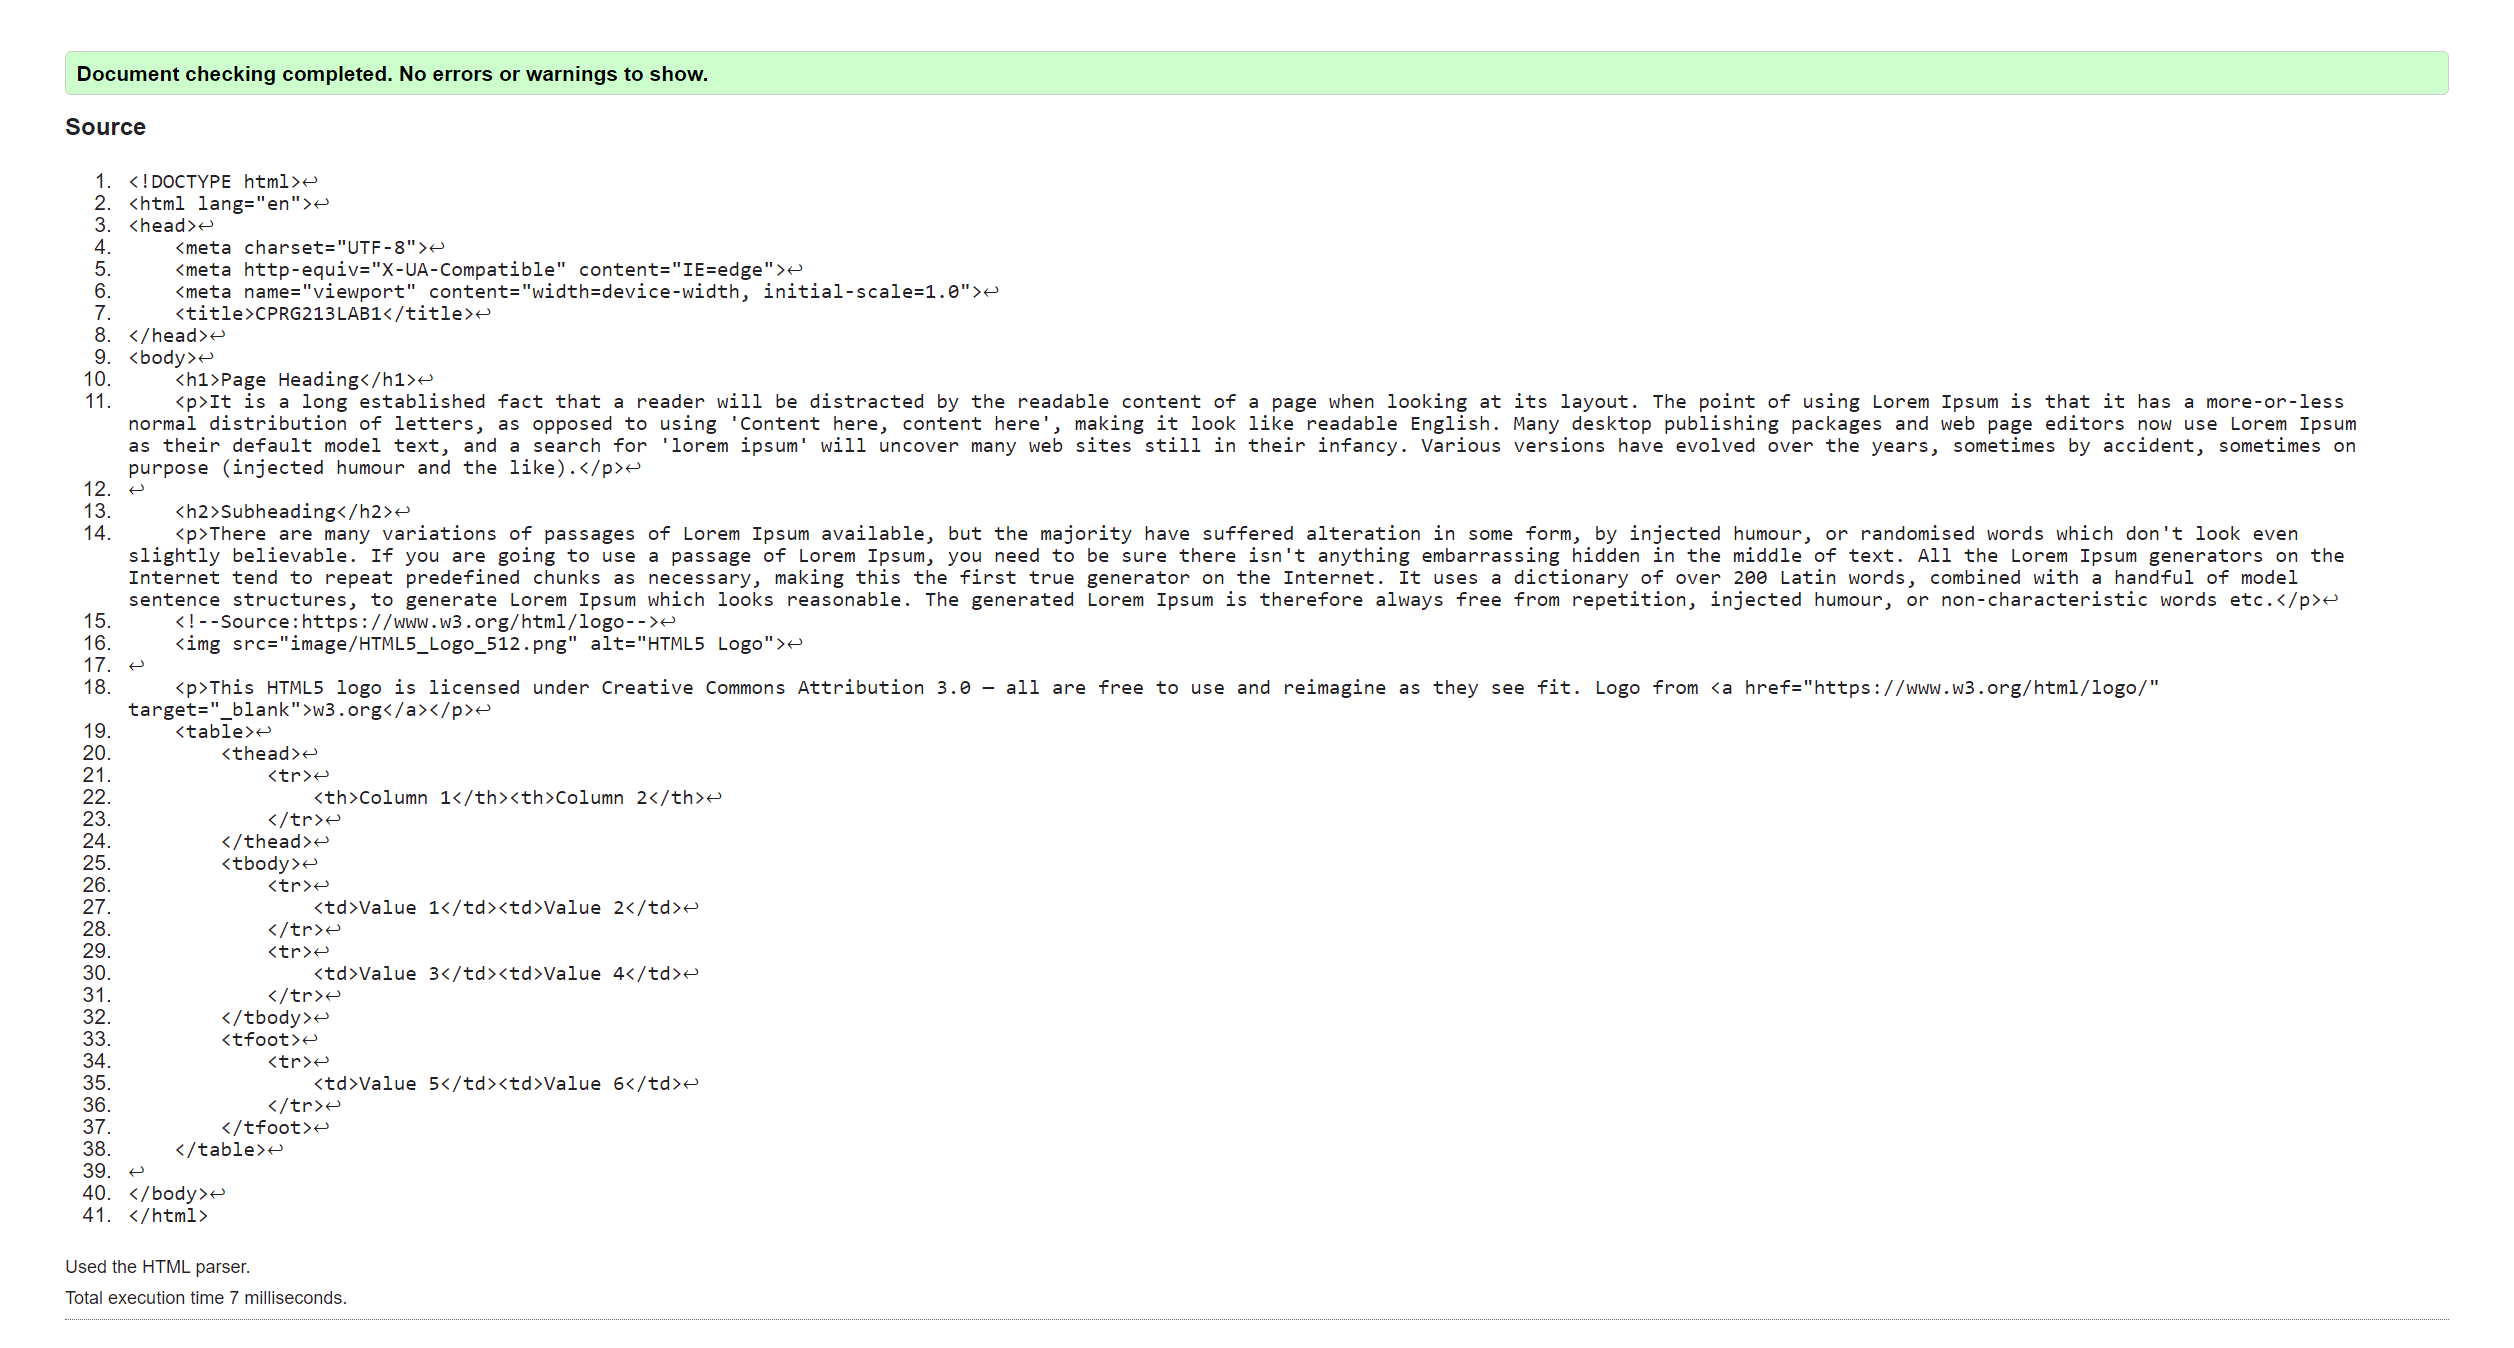 Document checking completed. No errors or warnings to show.
Source
1. <!DOCTYPE html>↩
2. <html lang="en">↩
3. <head>↩
4.     <meta charset="UTF-8">↩
5.     <meta http-equiv="X-UA-Compatible" content="IE=edge">↩
6.     <meta name="viewport" content="width=device-width, initial-scale=1.0">↩
7.     <title>CPRG213LAB1</title>↩
8. </head>↩
9. <body>↩
10.     <h1>Page Heading</h1>↩
11.     <p>It is a long established fact that a reader will be distracted by the readable content of a page when looking at its layout. The point of using Lorem Ipsum is that it has a more-or-less
normal distribution of letters, as opposed to using 'Content here, content here', making it look like readable English. Many desktop publishing packages and web page editors now use Lorem Ipsum
as their default model text, and a search for 'lorem ipsum' will uncover many web sites still in their infancy. Various versions have evolved over the years, sometimes by accident, sometimes on
purpose (injected humour and the like).</p>↩
12. ↩
13.     <h2>Subheading</h2>↩
14.     <p>There are many variations of passages of Lorem Ipsum available, but the majority have suffered alteration in some form, by injected humour, or randomised words which don't look even
slightly believable. If you are going to use a passage of Lorem Ipsum, you need to be sure there isn't anything embarrassing hidden in the middle of text. All the Lorem Ipsum generators on the
Internet tend to repeat predefined chunks as necessary, making this the first true generator on the Internet. It uses a dictionary of over 200 Latin words, combined with a handful of model
sentence structures, to generate Lorem Ipsum which looks reasonable. The generated Lorem Ipsum is therefore always free from repetition, injected humour, or non-characteristic words etc.</p>↩
15.     <!--Source:https://www.w3.org/html/logo-->↩
16.     <img src="image/HTML5_Logo_512.png" alt="HTML5 Logo">↩
17. ↩
18.     <p>This HTML5 logo is licensed under Creative Commons Attribution 3.0 — all are free to use and reimagine as they see fit. Logo from <a href="https://www.w3.org/html/logo/"
target="_blank">w3.org</a></p>↩
19.     <table>↩
20.         <thead>↩
21.             <tr>↩
22.                 <th>Column 1</th><th>Column 2</th>↩
23.             </tr>↩
24.         </thead>↩
25.         <tbody>↩
26.             <tr>↩
27.                 <td>Value 1</td><td>Value 2</td>↩
28.             </tr>↩
29.             <tr>↩
30.                 <td>Value 3</td><td>Value 4</td>↩
31.             </tr>↩
32.         </tbody>↩
33.         <tfoot>↩
34.             <tr>↩
35.                 <td>Value 5</td><td>Value 6</td>↩
36.             </tr>↩
37.         </tfoot>↩
38.     </table>↩
39. ↩
40. </body>↩
41. </html>
Used the HTML parser.
Total execution time 7 milliseconds.